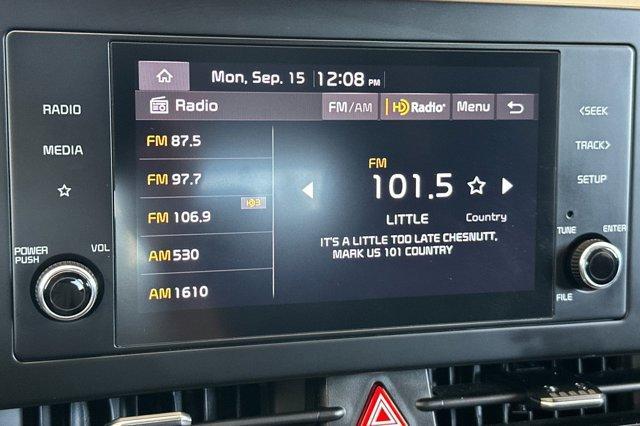 Mon, Sep. 15 12:08 PM
RADIO
MEDIA
POWER PUSH
VOL
Radio
FM/AM
HD Radio
Menu
FM 87.5
FM 97.7
FM 106.9
HD3
AM 530
AM 1610
FM
101.5
LITTLE
Country
IT'S A LITTLE TOO LATE CHESNUTT,
MARK US 101 COUNTRY
<SEEK
TRACK>
SETUP
TUNE
ENTER
FILE